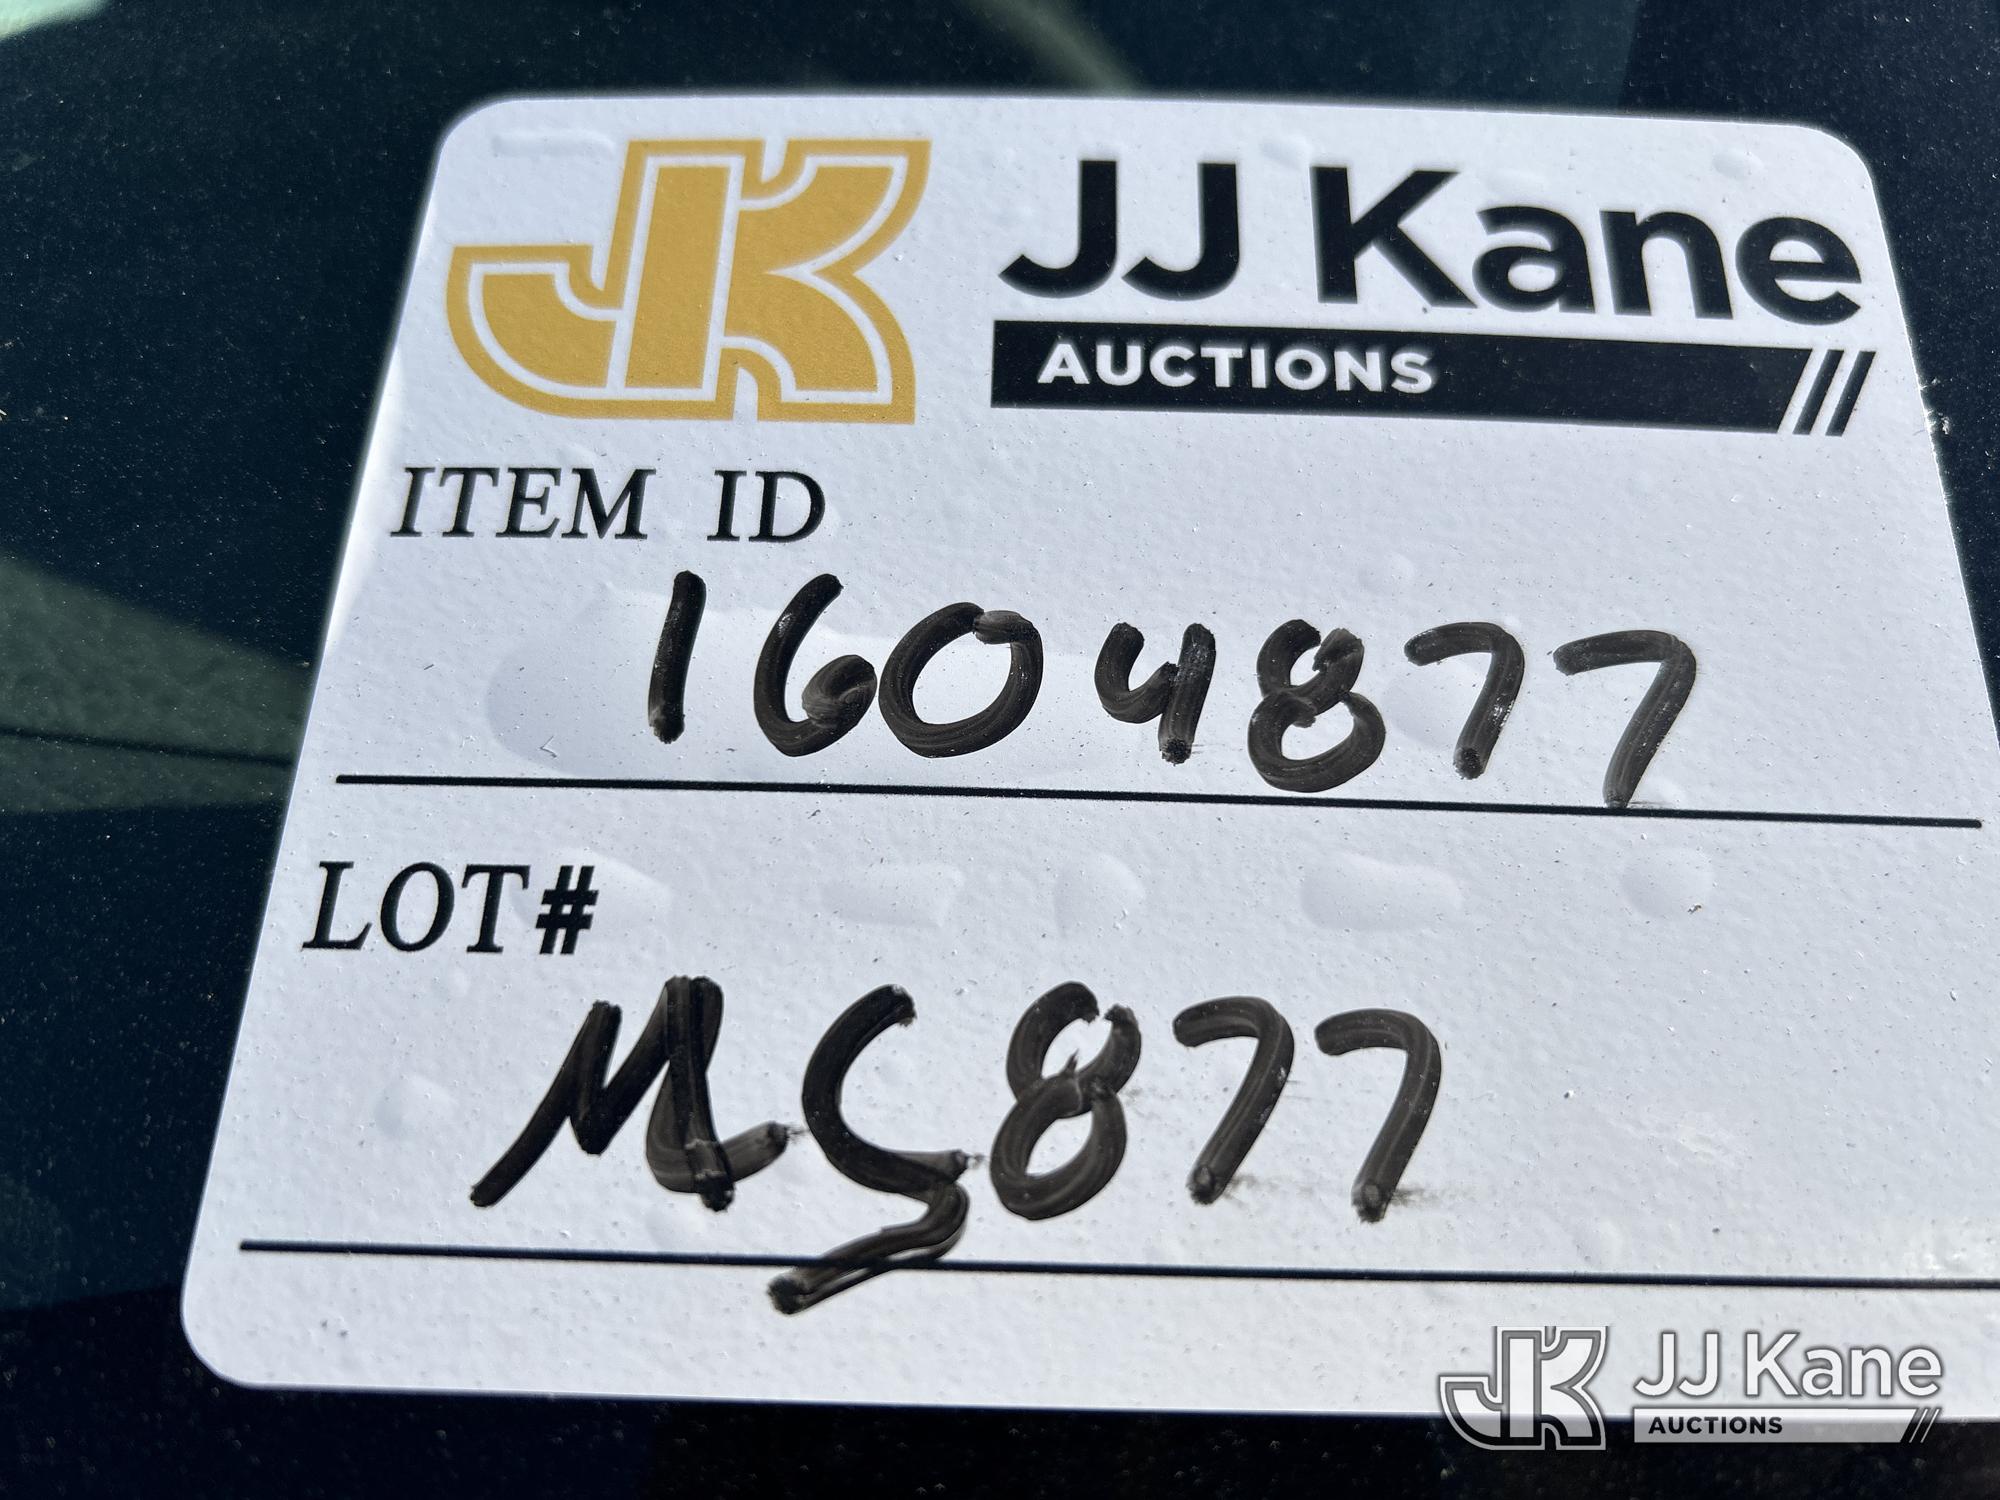 JK JJ Kane
AUCTIONS
ITEM ID
1604877
LOT#
MS877
JK JJ Kane
AUCTIONS